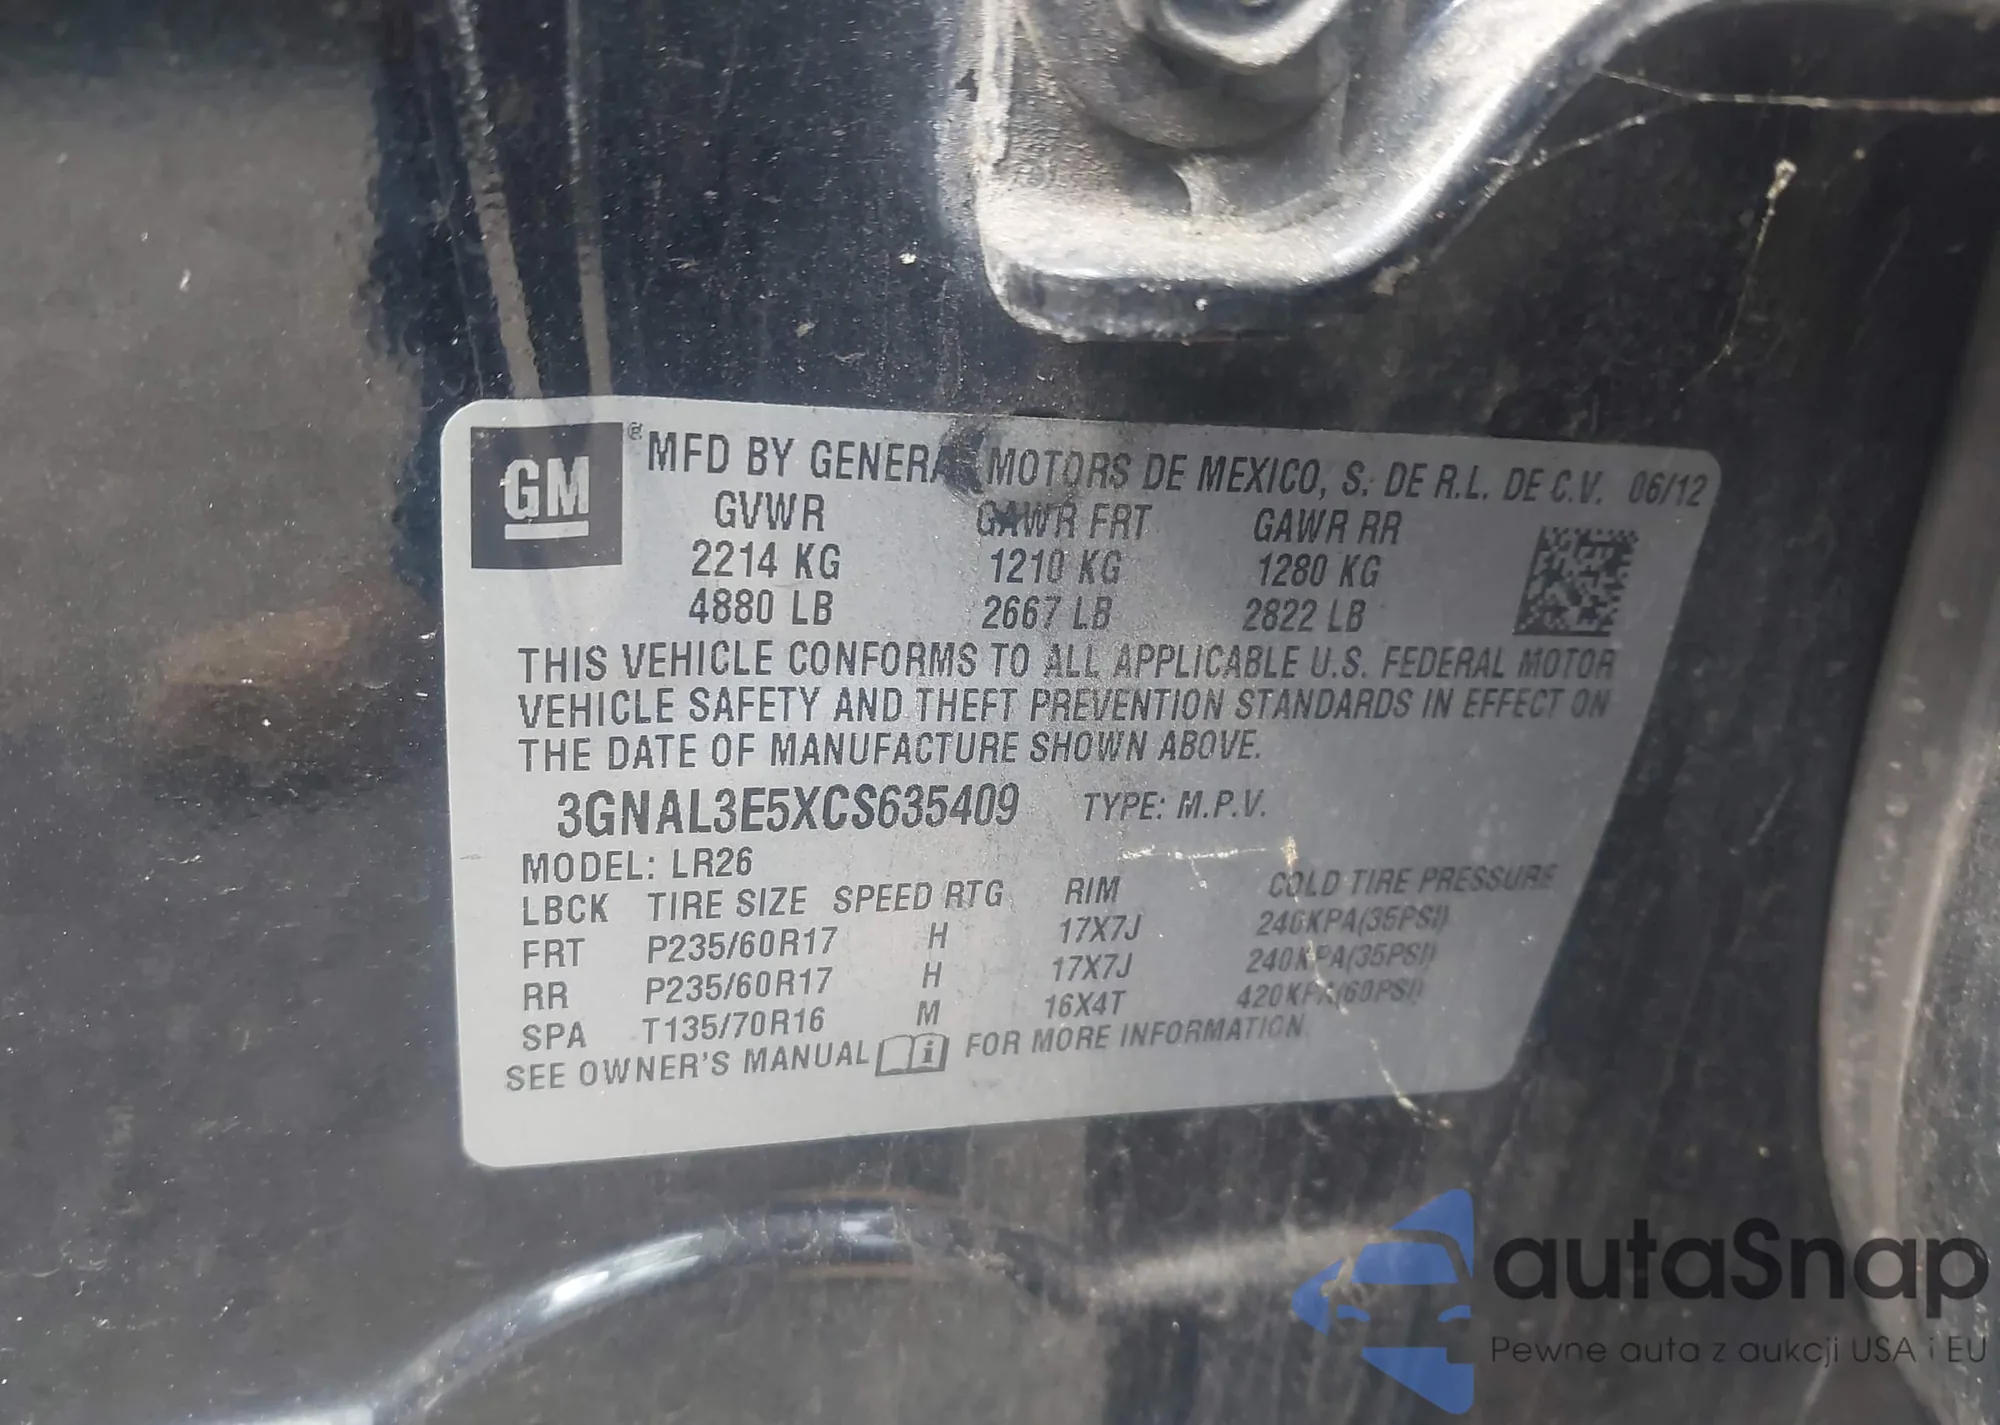 GM ® MFD BY GENERAL MOTORS DE MEXICO, S. DE R.L. DE C.V. 06/12
GVWR GAWR FRT GAWR RR
2214 KG 1210 KG 1280 KG
4880 LB 2667 LB 2822 LB
THIS VEHICLE CONFORMS TO ALL APPLICABLE U.S. FEDERAL MOTOR
VEHICLE SAFETY AND THEFT PREVENTION STANDARDS IN EFFECT ON
THE DATE OF MANUFACTURE SHOWN ABOVE.
3GNAL3E5XCS635409 TYPE: M.P.V.
MODEL: LR26
LBCK TIRE SIZE SPEED RTG RIM COLD TIRE PRESSURE
FRT P235/60R17 H 17X7J 240KPA(35PSI)
RR P235/60R17 H 17X7J 240KPA(35PSI)
SPA T135/70R16 M 16X4T 420KPA(60PSI)
SEE OWNER'S MANUAL i FOR MORE INFORMATION.
autaSnap
Pewne auta z aukcji USA i EU